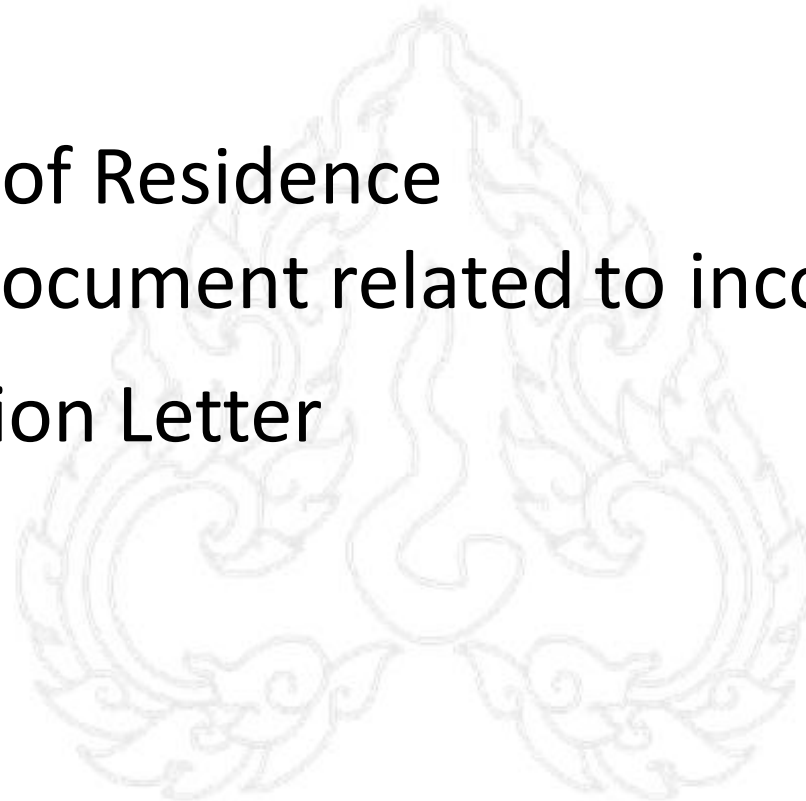 of Residence
ocument related to inco
ion Letter